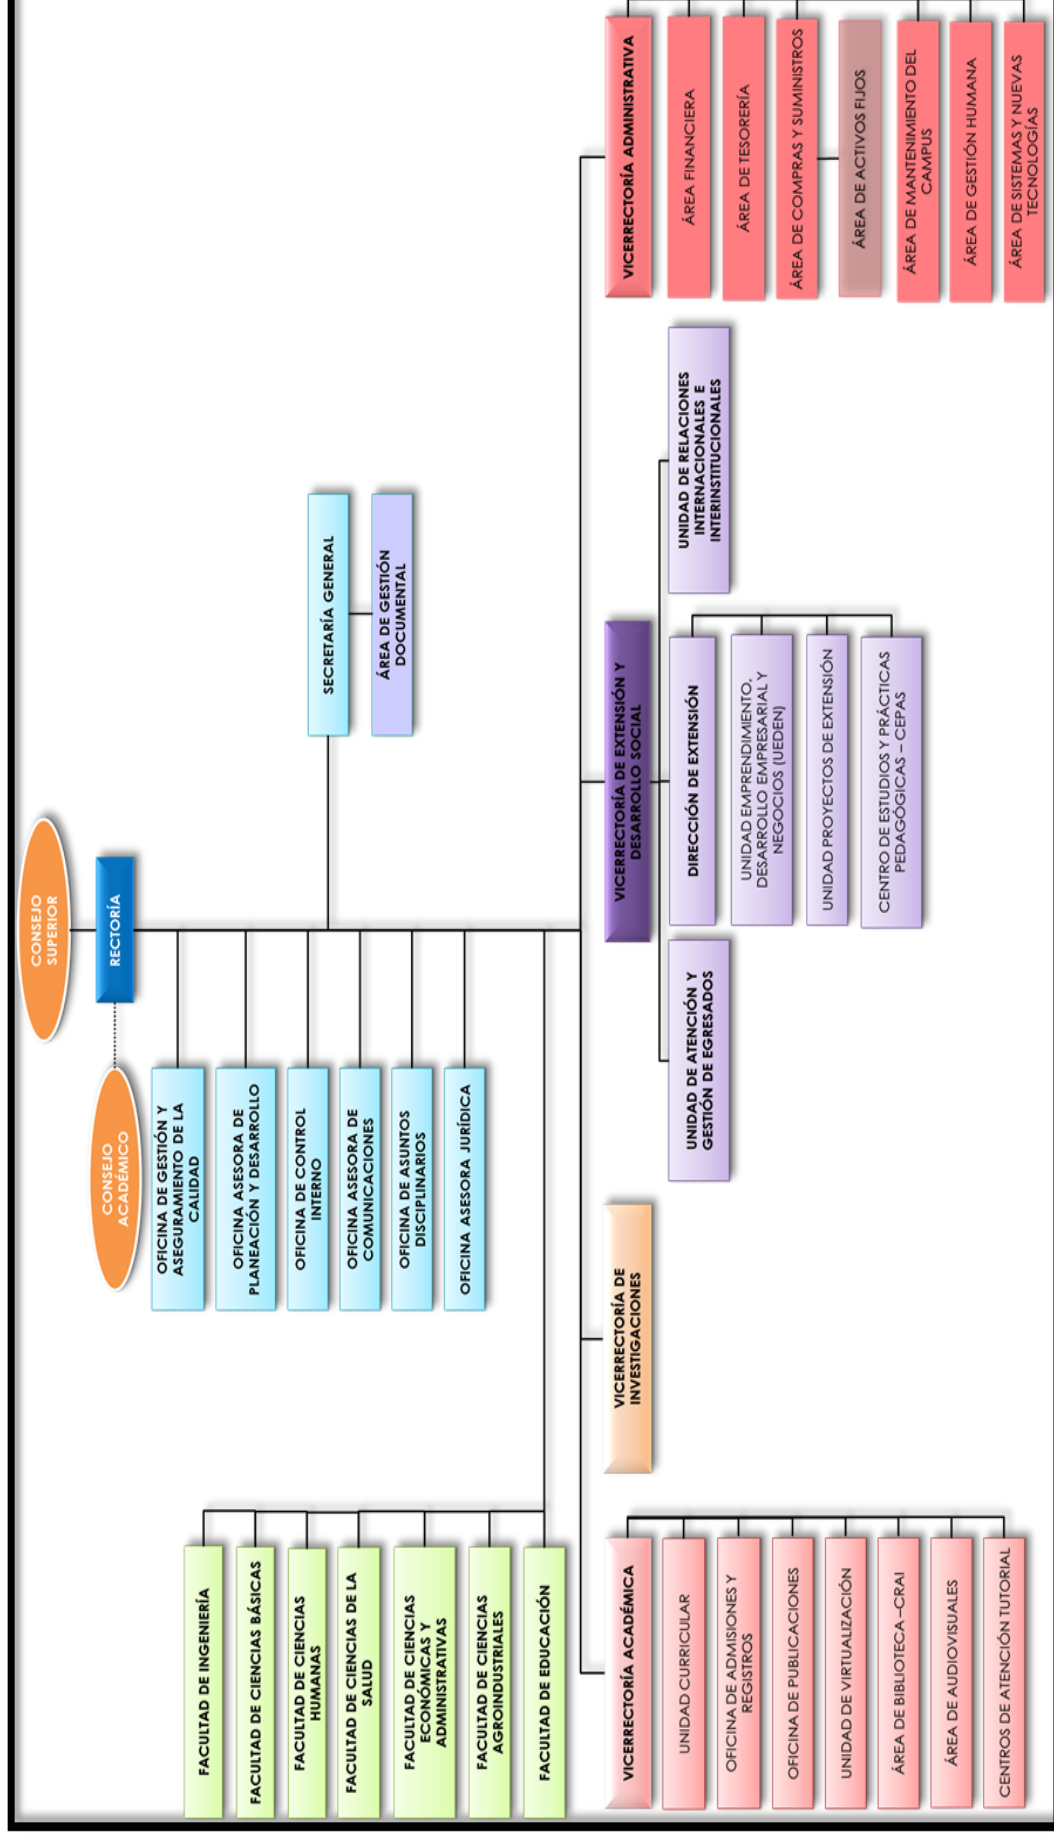 CONSEJO
SUPERIOR
RECTORÍA
CONSEJO
ACADÉMICO
OFICINA DE GESTIÓN Y
ASEGURAMIENTO DE LA
CALIDAD
OFICINA ASESORA DE
PLANEACIÓN Y DESARROLLO
OFICINA DE CONTROL
INTERNO
OFICINA ASESORA DE
COMUNICACIONES
OFICINA DE ASUNTOS
DISCIPLINARIOS
OFICINA ASESORA JURÍDICA
SECRETARÍA GENERAL
ÁREA DE GESTIÓN
DOCUMENTAL
FACULTAD DE INGENIERÍA
FACULTAD DE CIENCIAS BÁSICAS
FACULTAD DE CIENCIAS
HUMANAS
FACULTAD DE CIENCIAS DE LA
SALUD
FACULTAD DE CIENCIAS
ECONÓMICAS Y
ADMINISTRATIVAS
FACULTAD DE CIENCIAS
AGROINDUSTRIALES
FACULTAD DE EDUCACIÓN
VICERRECTORÍA ACADÉMICA
UNIDAD CURRICULAR
OFICINA DE ADMISIONES Y
REGISTROS
OFICINA DE PUBLICACIONES
UNIDAD DE VIRTUALIZACIÓN
ÁREA DE BIBLIOTECA –CRAI
ÁREA DE AUDIOVISUALES
CENTROS DE ATENCIÓN TUTORIAL
VICERRECTORÍA DE
INVESTIGACIONES
VICERRECTORÍA DE EXTENSIÓN Y
DESARROLLO SOCIAL
UNIDAD DE ATENCIÓN Y
GESTIÓN DE EGRESADOS
DIRECCIÓN DE EXTENSIÓN
UNIDAD EMPRENDIMIENTO,
DESARROLLO EMPRESARIAL Y
NEGOCIOS (UEDEN)
UNIDAD PROYECTOS DE EXTENSIÓN
CENTRO DE ESTUDIOS Y PRÁCTICAS
PEDAGÓGICAS – CEPAS
UNIDAD DE RELACIONES
INTERNACIONALES E
INTERINSTITUCIONALES
VICERRECTORÍA ADMINISTRATIVA
ÁREA FINANCIERA
ÁREA DE TESORERÍA
ÁREA DE COMPRAS Y SUMINISTROS
ÁREA DE ACTIVOS FIJOS
ÁREA DE MANTENIMIENTO DEL
CAMPUS
ÁREA DE GESTIÓN HUMANA
ÁREA DE SISTEMAS Y NUEVAS
TECNOLOGÍAS